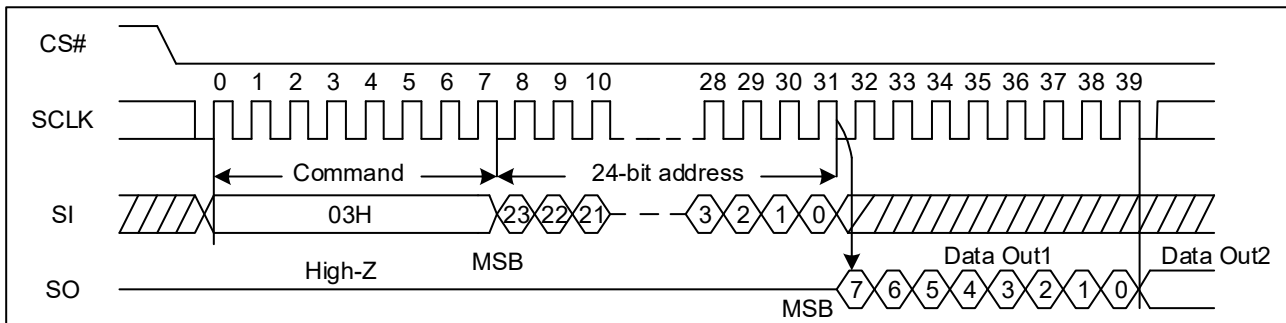 CS#
0 1 2 3 4 5 6 7 8 9 10 28 29 30 31 32 33 34 35 36 37 38 39
SCLK
Command 24-bit address
SI 03H 23 22 21 3 2 1 0
High-Z MSB Data Out1 Data Out2
SO MSB 7 6 5 4 3 2 1 0